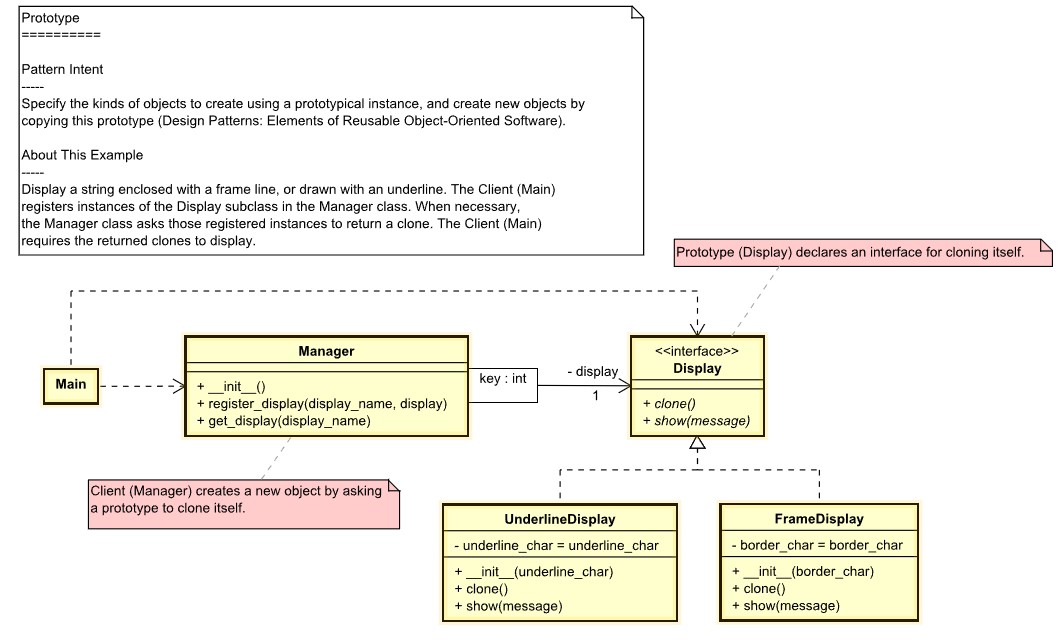 Prototype
==========
Pattern Intent
-----
Specify the kinds of objects to create using a prototypical instance, and create new objects by
copying this prototype (Design Patterns: Elements of Reusable Object-Oriented Software).
About This Example
-----
Display a string enclosed with a frame line, or drawn with an underline. The Client (Main)
registers instances of the Display subclass in the Manager class. When necessary,
the Manager class asks those registered instances to return a clone. The Client (Main)
requires the returned clones to display.
Prototype (Display) declares an interface for cloning itself.
Main
Manager
+ __init__()
+ register_display(display_name, display)
+ get_display(display_name)
key : int
- display
1
<<interface>>
Display
+ clone()
+ show(message)
Client (Manager) creates a new object by asking
a prototype to clone itself.
UnderlineDisplay
- underline_char = underline_char
+ __init__(underline_char)
+ clone()
+ show(message)
FrameDisplay
- border_char = border_char
+ __init__(border_char)
+ clone()
+ show(message)